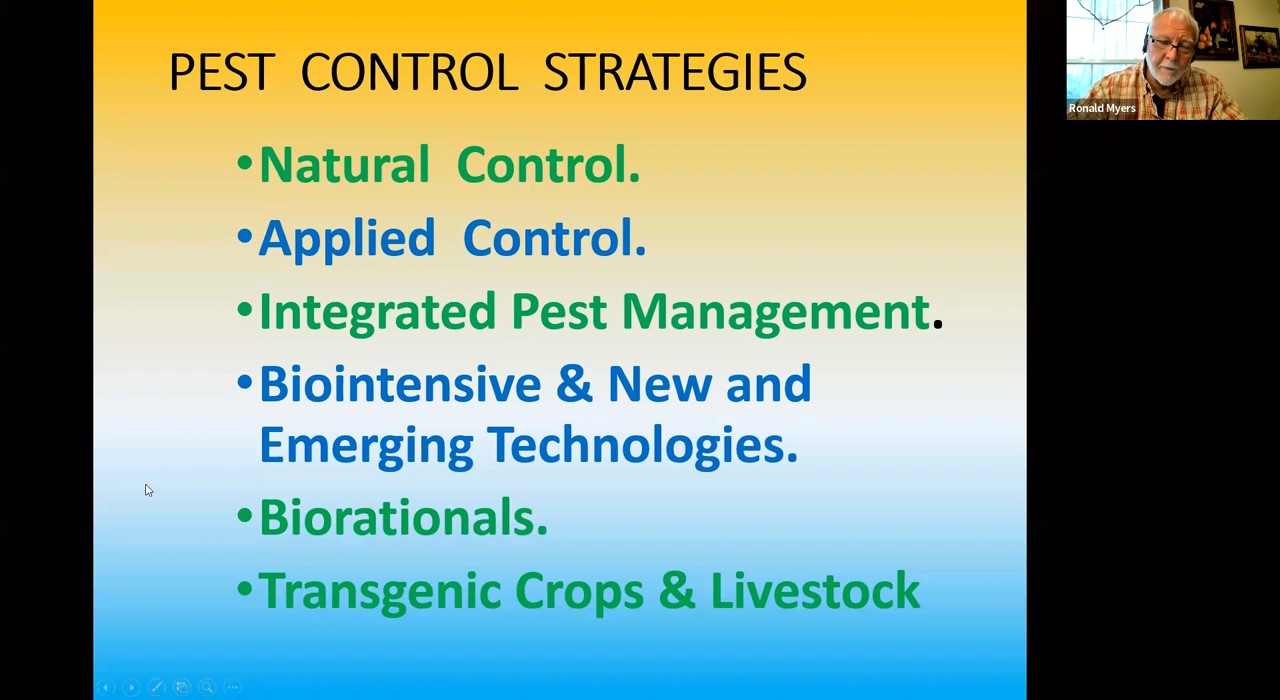 PEST CONTROL STRATEGIES
•Natural Control.
•Applied Control.
•Integrated Pest Management.
•Biointensive & New and
Emerging Technologies.
•Biorationals.
•Transgenic Crops & Livestock
Ronald Myers